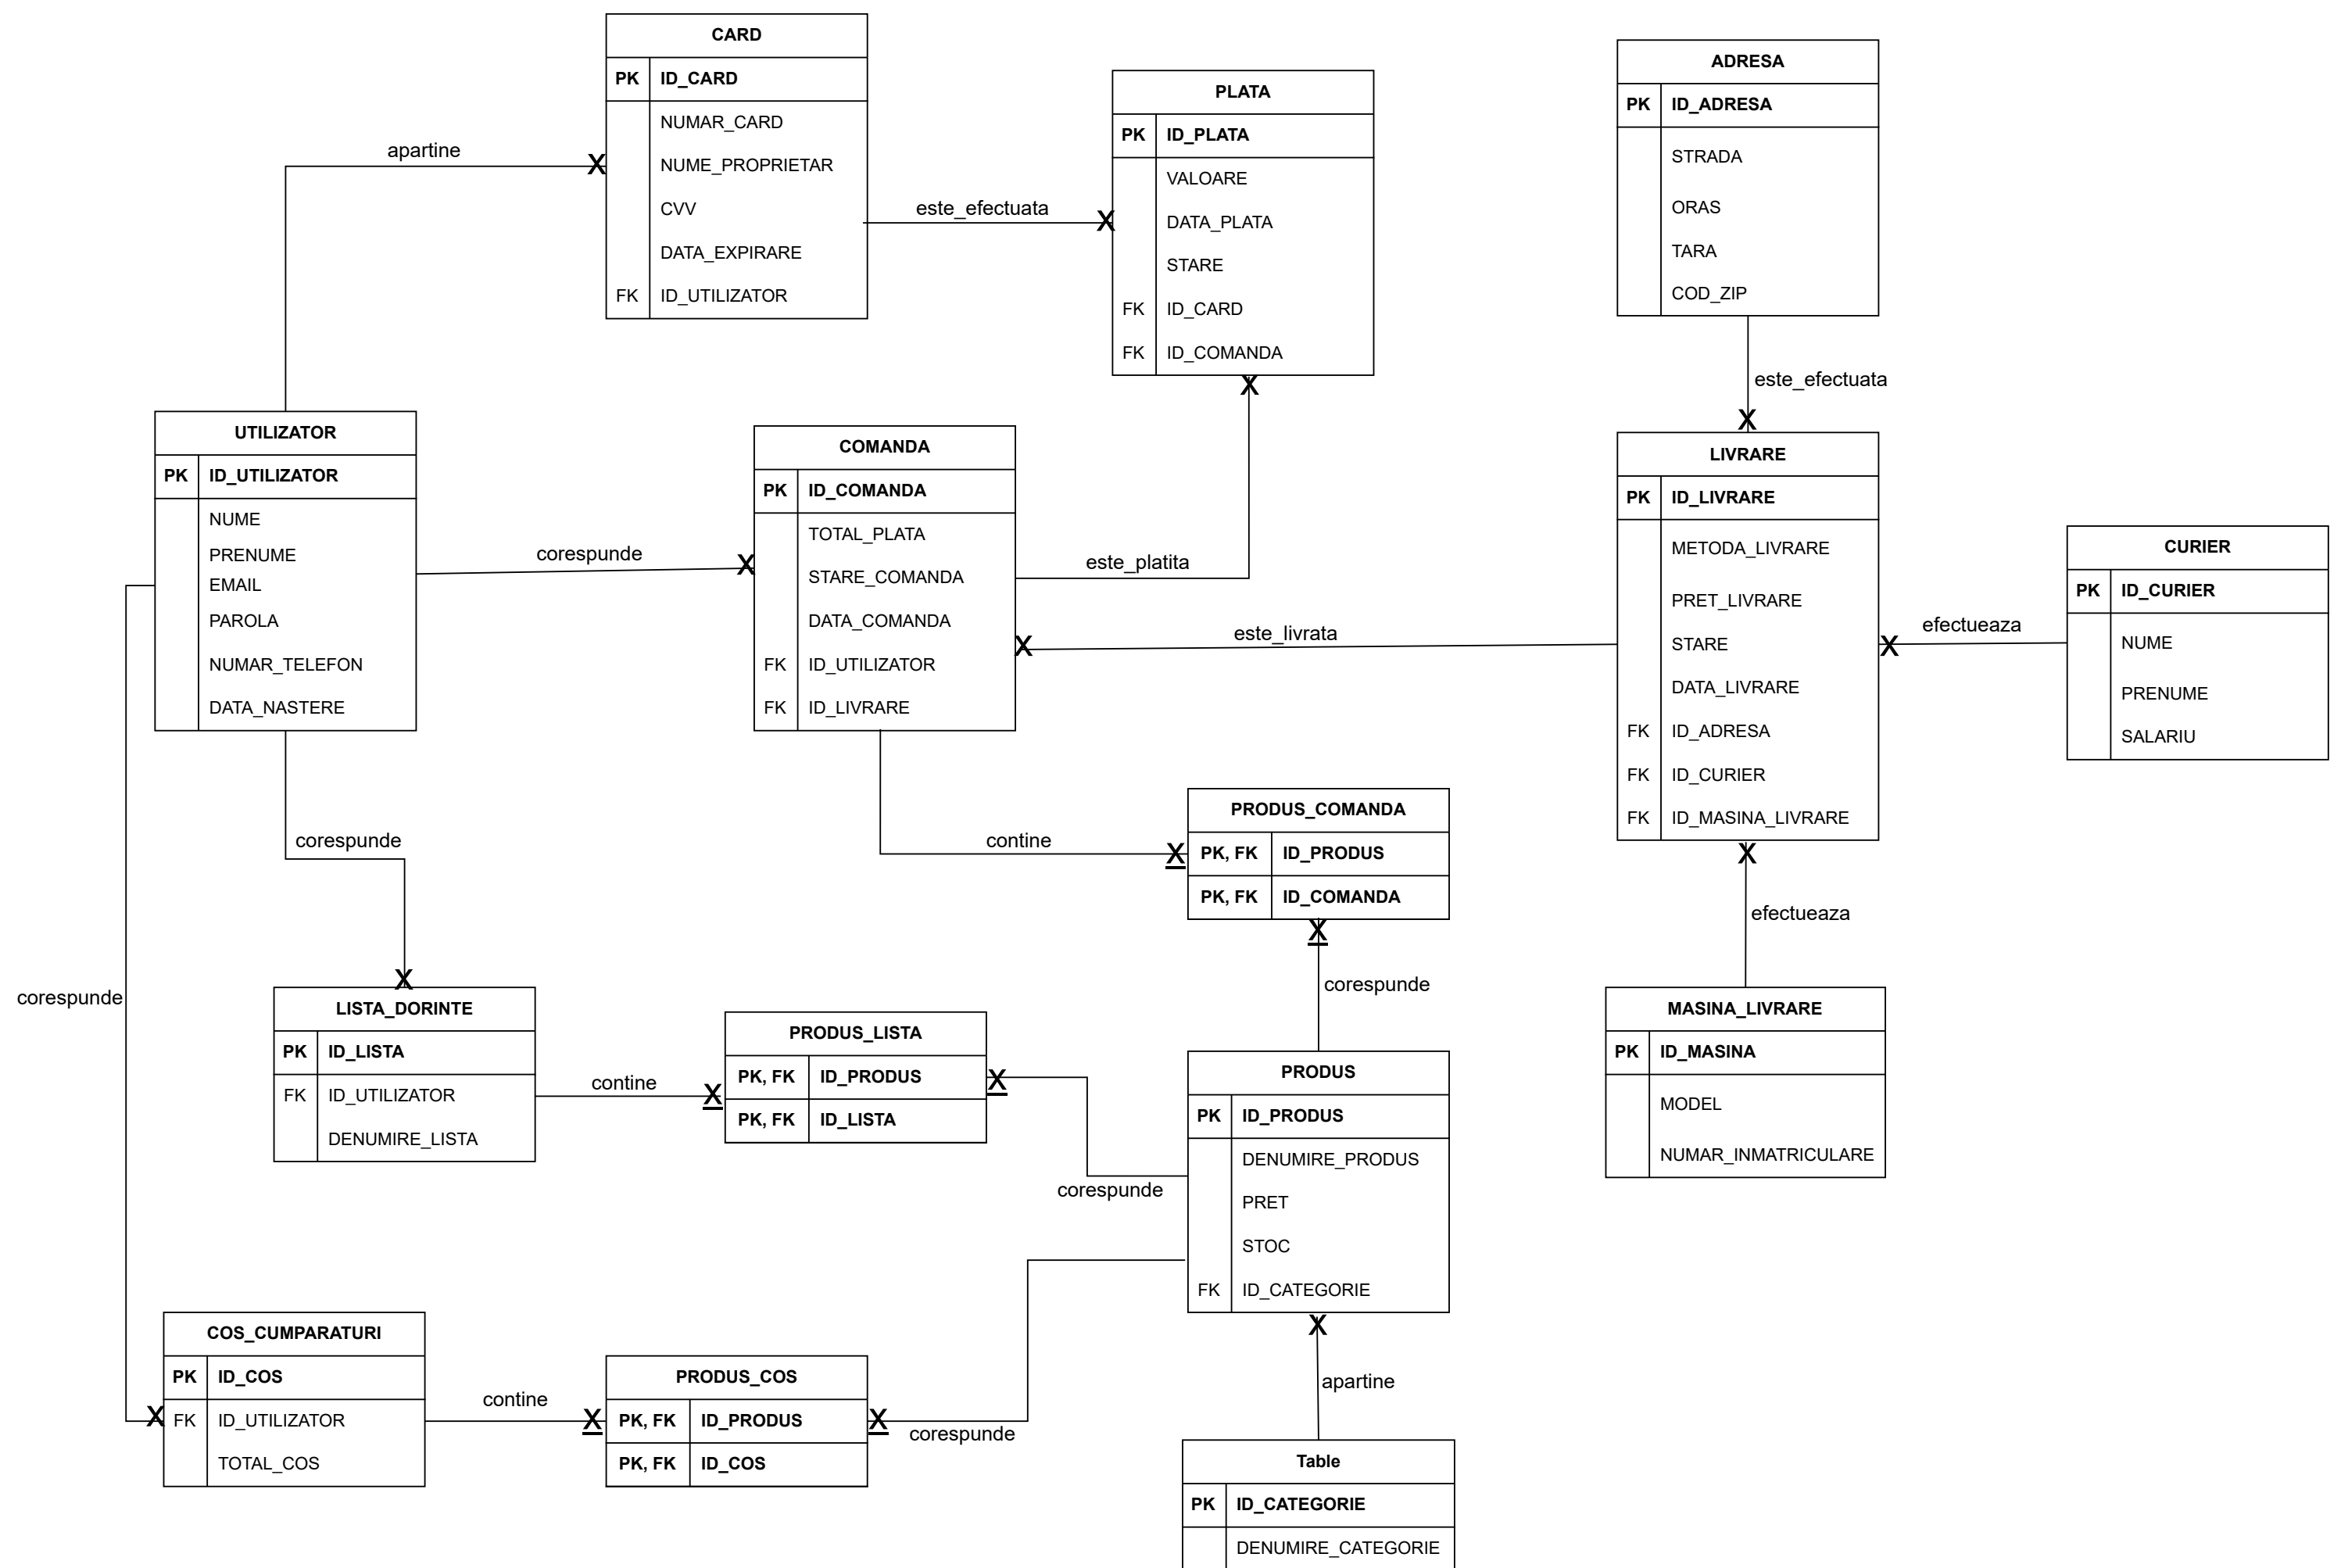 CARD
PK ID_CARD
NUMAR_CARD
NUME_PROPRIETAR
CVV
DATA_EXPIRARE
FK ID_UTILIZATOR
apartine
este_efectuata
PLATA
PK ID_PLATA
VALOARE
DATA_PLATA
STARE
FK ID_CARD
FK ID_COMANDA
ADRESA
PK ID_ADRESA
STRADA
ORAS
TARA
COD_ZIP
este_efectuata
UTILIZATOR
PK ID_UTILIZATOR
NUME
PRENUME
EMAIL
PAROLA
NUMAR_TELEFON
DATA_NASTERE
corespunde
COMANDA
PK ID_COMANDA
TOTAL_PLATA
STARE_COMANDA
DATA_COMANDA
FK ID_UTILIZATOR
FK ID_LIVRARE
este_platita
este_livrata
LIVRARE
PK ID_LIVRARE
METODA_LIVRARE
PRET_LIVRARE
STARE
DATA_LIVRARE
FK ID_ADRESA
FK ID_CURIER
FK ID_MASINA_LIVRARE
efectueaza
CURIER
PK ID_CURIER
NUME
PRENUME
SALARIU
corespunde
contine
PRODUS_COMANDA
PK, FK ID_PRODUS
PK, FK ID_COMANDA
efectueaza
corespunde
corespunde
LISTA_DORINTE
PK ID_LISTA
FK ID_UTILIZATOR
DENUMIRE_LISTA
contine
PRODUS_LISTA
PK, FK ID_PRODUS
PK, FK ID_LISTA
corespunde
PRODUS
PK ID_PRODUS
DENUMIRE_PRODUS
PRET
STOC
FK ID_CATEGORIE
MASINA_LIVRARE
PK ID_MASINA
MODEL
NUMAR_INMATRICULARE
COS_CUMPARATURI
PK ID_COS
FK ID_UTILIZATOR
TOTAL_COS
contine
PRODUS_COS
PK, FK ID_PRODUS
PK, FK ID_COS
corespunde
apartine
Table
PK ID_CATEGORIE
DENUMIRE_CATEGORIE